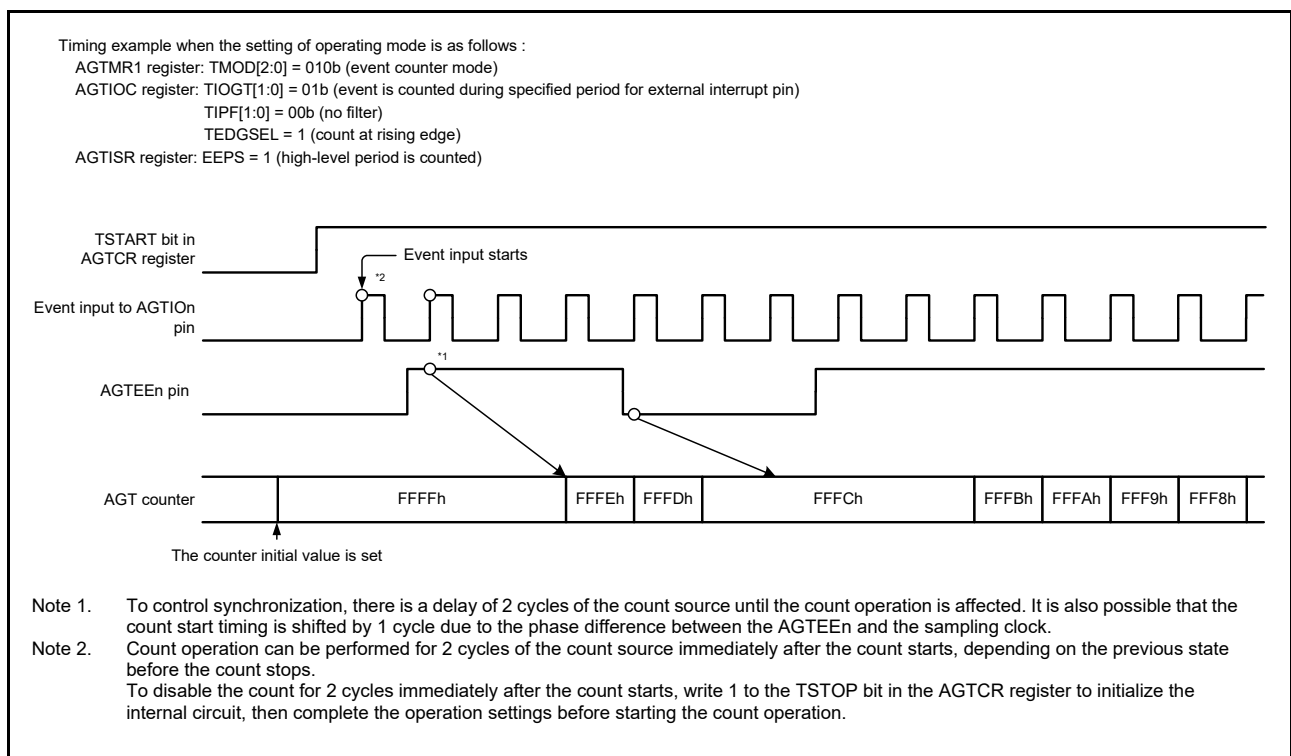 Timing example when the setting of operating mode is as follows :
AGTMR1 register: TMOD[2:0] = 010b (event counter mode)
AGTIOC register: TIOGT[1:0] = 01b (event is counted during specified period for external interrupt pin)
TIPF[1:0] = 00b (no filter)
TEDGSEL = 1 (count at rising edge)
AGTISR register: EEPS = 1 (high-level period is counted)
TSTART bit in
AGTCR register
Event input starts
*2
Event input to AGTIOn
pin
*1
AGTEEn pin
AGT counter
FFFFh
FFFEh
FFFDh
FFFCh
FFFBh
FFFAh
FFF9h
FFF8h
The counter initial value is set
Note 1. To control synchronization, there is a delay of 2 cycles of the count source until the count operation is affected. It is also possible that the
count start timing is shifted by 1 cycle due to the phase difference between the AGTEEn and the sampling clock.
Note 2. Count operation can be performed for 2 cycles of the count source immediately after the count starts, depending on the previous state
before the count stops.
To disable the count for 2 cycles immediately after the count starts, write 1 to the TSTOP bit in the AGTCR register to initialize the
internal circuit, then complete the operation settings before starting the count operation.